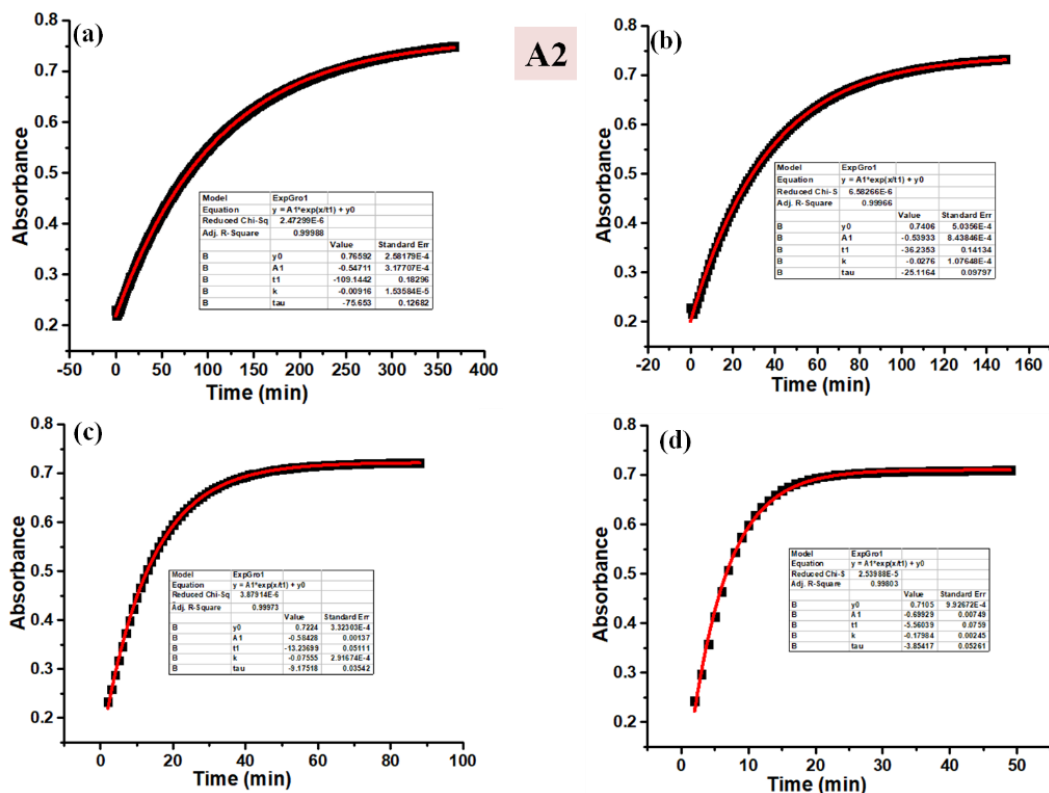 A2
(a)
0.8
0.7
0.6
0.5
0.4
0.3
0.2
Absorbance
-50 0 50 100 150 200 250 300 350 400
Time (min)
Model ExpGro1
Equation y = A1*exp(x/t1) + y0
Reduced Chi-Sq 2.47299E-6
Adj. R-Square 0.99988
Value Standard Err
B y0 0.76592 2.58179E-4
B A1 -0.54711 3.17707E-4
B t1 -109.1442 0.18296
B k -0.00916 1.53584E-5
B tau -75.653 0.12682
(b)
0.8
0.7
0.6
0.5
0.4
0.3
0.2
Absorbance
-20 0 20 40 60 80 100 120 140 160
Time (min)
Model ExpGro1
Equation y = A1*exp(x/t1) + y0
Reduced Chi-S 6.58266E-6
Adj. R-Square 0.99966
Value Standard Err
B y0 0.7406 5.0356E-4
B A1 -0.53933 8.43846E-4
B t1 -36.2353 0.14134
B k -0.0276 1.07648E-4
B tau -25.1164 0.09797
(c)
0.8
0.7
0.6
0.5
0.4
0.3
0.2
Absorbance
0 20 40 60 80 100
Time (min)
Model ExpGro1
Equation y = A1*exp(x/t1) + y0
Reduced Chi-Sq 3.87914E-6
Adj. R-Square 0.99973
Value Standard Err
B y0 0.7224 3.32303E-4
B A1 -0.58428 0.00137
B t1 -13.23699 0.05111
B k -0.07555 2.91674E-4
B tau -9.17518 0.03542
(d)
0.8
0.7
0.6
0.5
0.4
0.3
0.2
Absorbance
0 10 20 30 40 50
Time (min)
Model ExpGro1
Equation y = A1*exp(x/t1) + y0
Reduced Chi-S 2.53988E-5
Adj. R-Square 0.99803
Value Standard Err
B y0 0.7105 9.92672E-4
B A1 -0.69929 0.00749
B t1 -5.56039 0.0759
B k -0.17984 0.00245
B tau -3.85417 0.05261